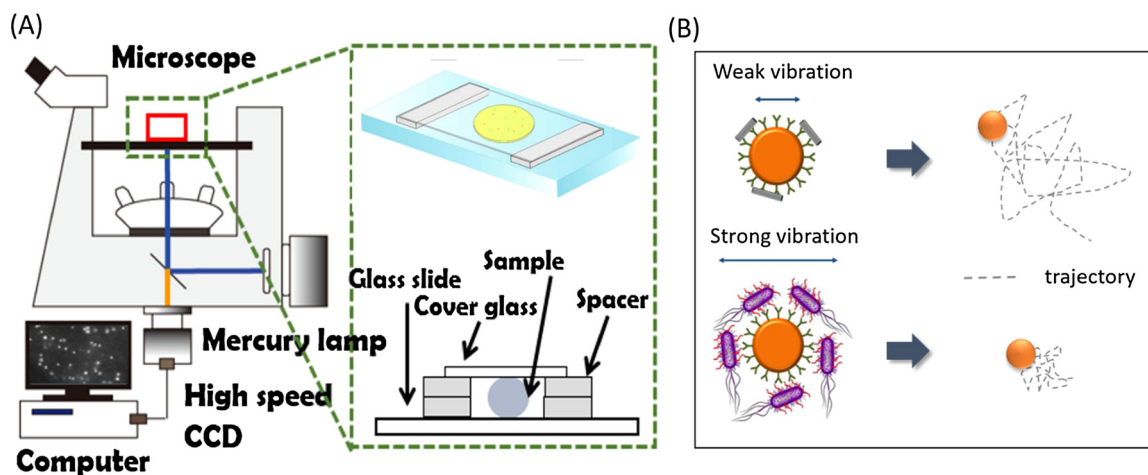 (A)
Microscope
Glass slide
Cover glass
Sample
Spacer
Mercury lamp
High speed
CCD
Computer
(B)
Weak vibration
Strong vibration
trajectory